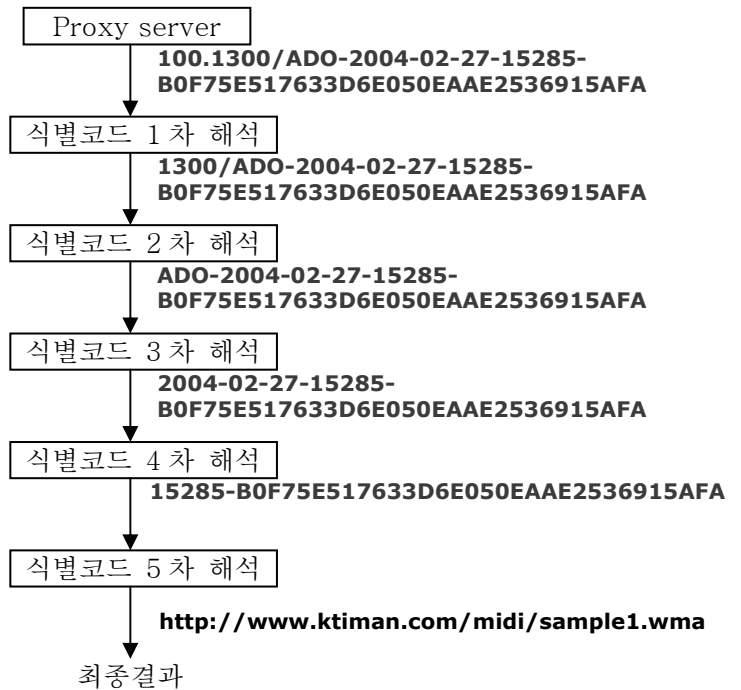 Proxy server
100.1300/ADO-2004-02-27-15285-
B0F75E517633D6E050EAAE2536915AFA
식별코드 1차 해석
1300/ADO-2004-02-27-15285-
B0F75E517633D6E050EAAE2536915AFA
식별코드 2차 해석
ADO-2004-02-27-15285-
B0F75E517633D6E050EAAE2536915AFA
식별코드 3차 해석
2004-02-27-15285-
B0F75E517633D6E050EAAE2536915AFA
식별코드 4차 해석
15285-B0F75E517633D6E050EAAE2536915AFA
식별코드 5차 해석
http://www.ktiman.com/midi/sample1.wma
최종결과